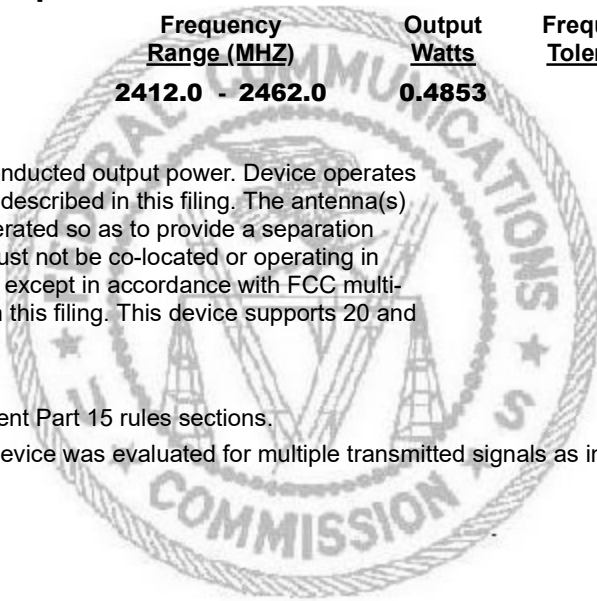 Frequency Output Frequ
Range (MHZ) Watts Toler
2412.0 - 2462.0 0.4853
nducted output power. Device operates
described in this filing. The antenna(s)
erated so as to provide a separation
ust not be co-located or operating in
except in accordance with FCC multi-
n this filing. This device supports 20 and
ent Part 15 rules sections.
evice was evaluated for multiple transmitted signals as in
FEDERAL COMMUNICATIONS
U S
COMMISSION